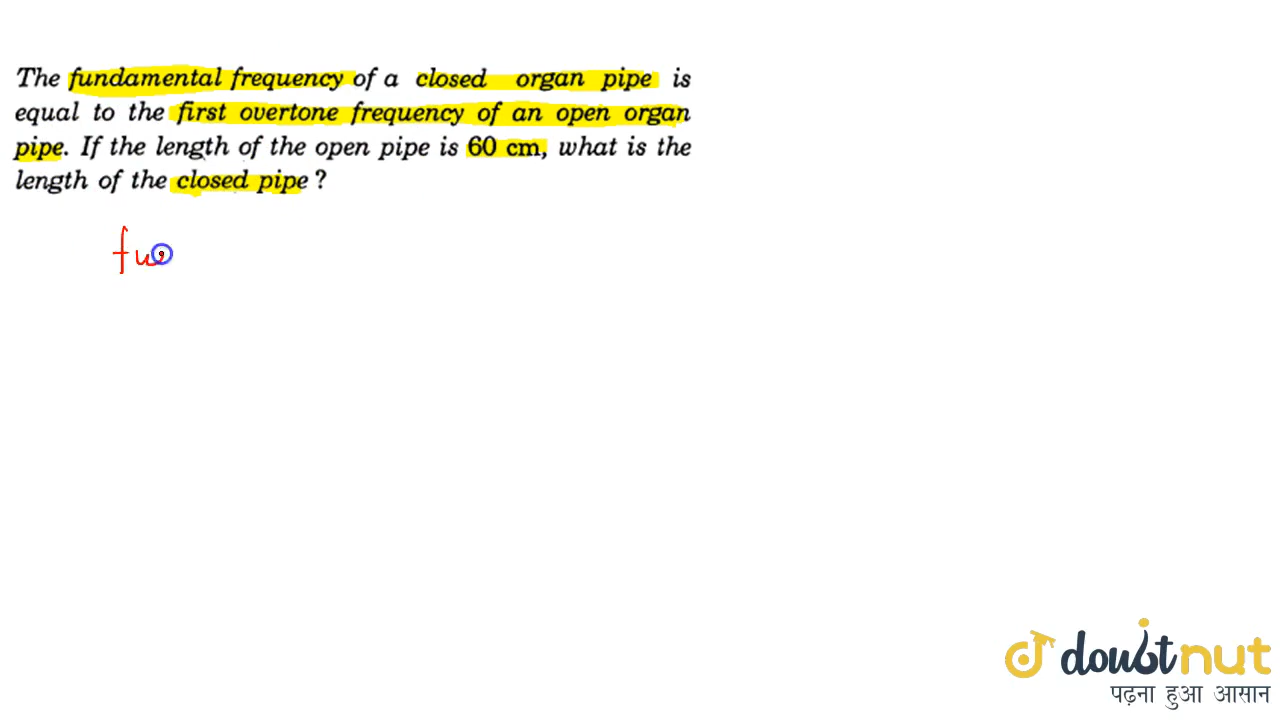 The fundamental frequency of a closed organ pipe is
equal to the first overtone frequency of an open organ
pipe. If the length of the open pipe is 60 cm, what is the
length of the closed pipe ?
fu
doubtnut
पढ़ना हुआ आसान